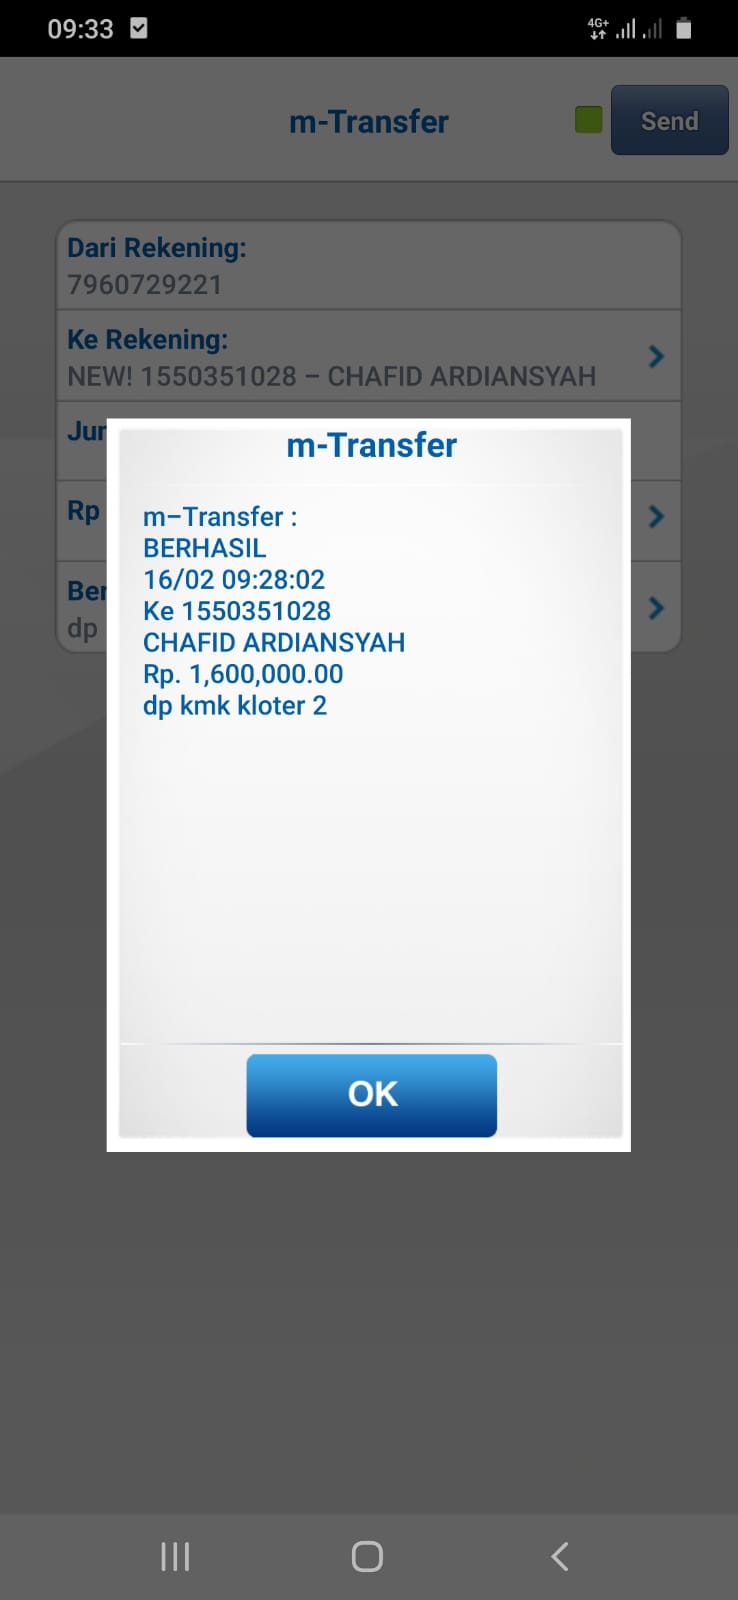 09:33
4G+
m-Transfer
Send
Dari Rekening:
7960729221
Ke Rekening:
NEW! 1550351028 – CHAFID ARDIANSYAH
Jur
Rp
Ber
dp
m-Transfer
m–Transfer :
BERHASIL
16/02 09:28:02
Ke 1550351028
CHAFID ARDIANSYAH
Rp. 1,600,000.00
dp kmk kloter 2
OK